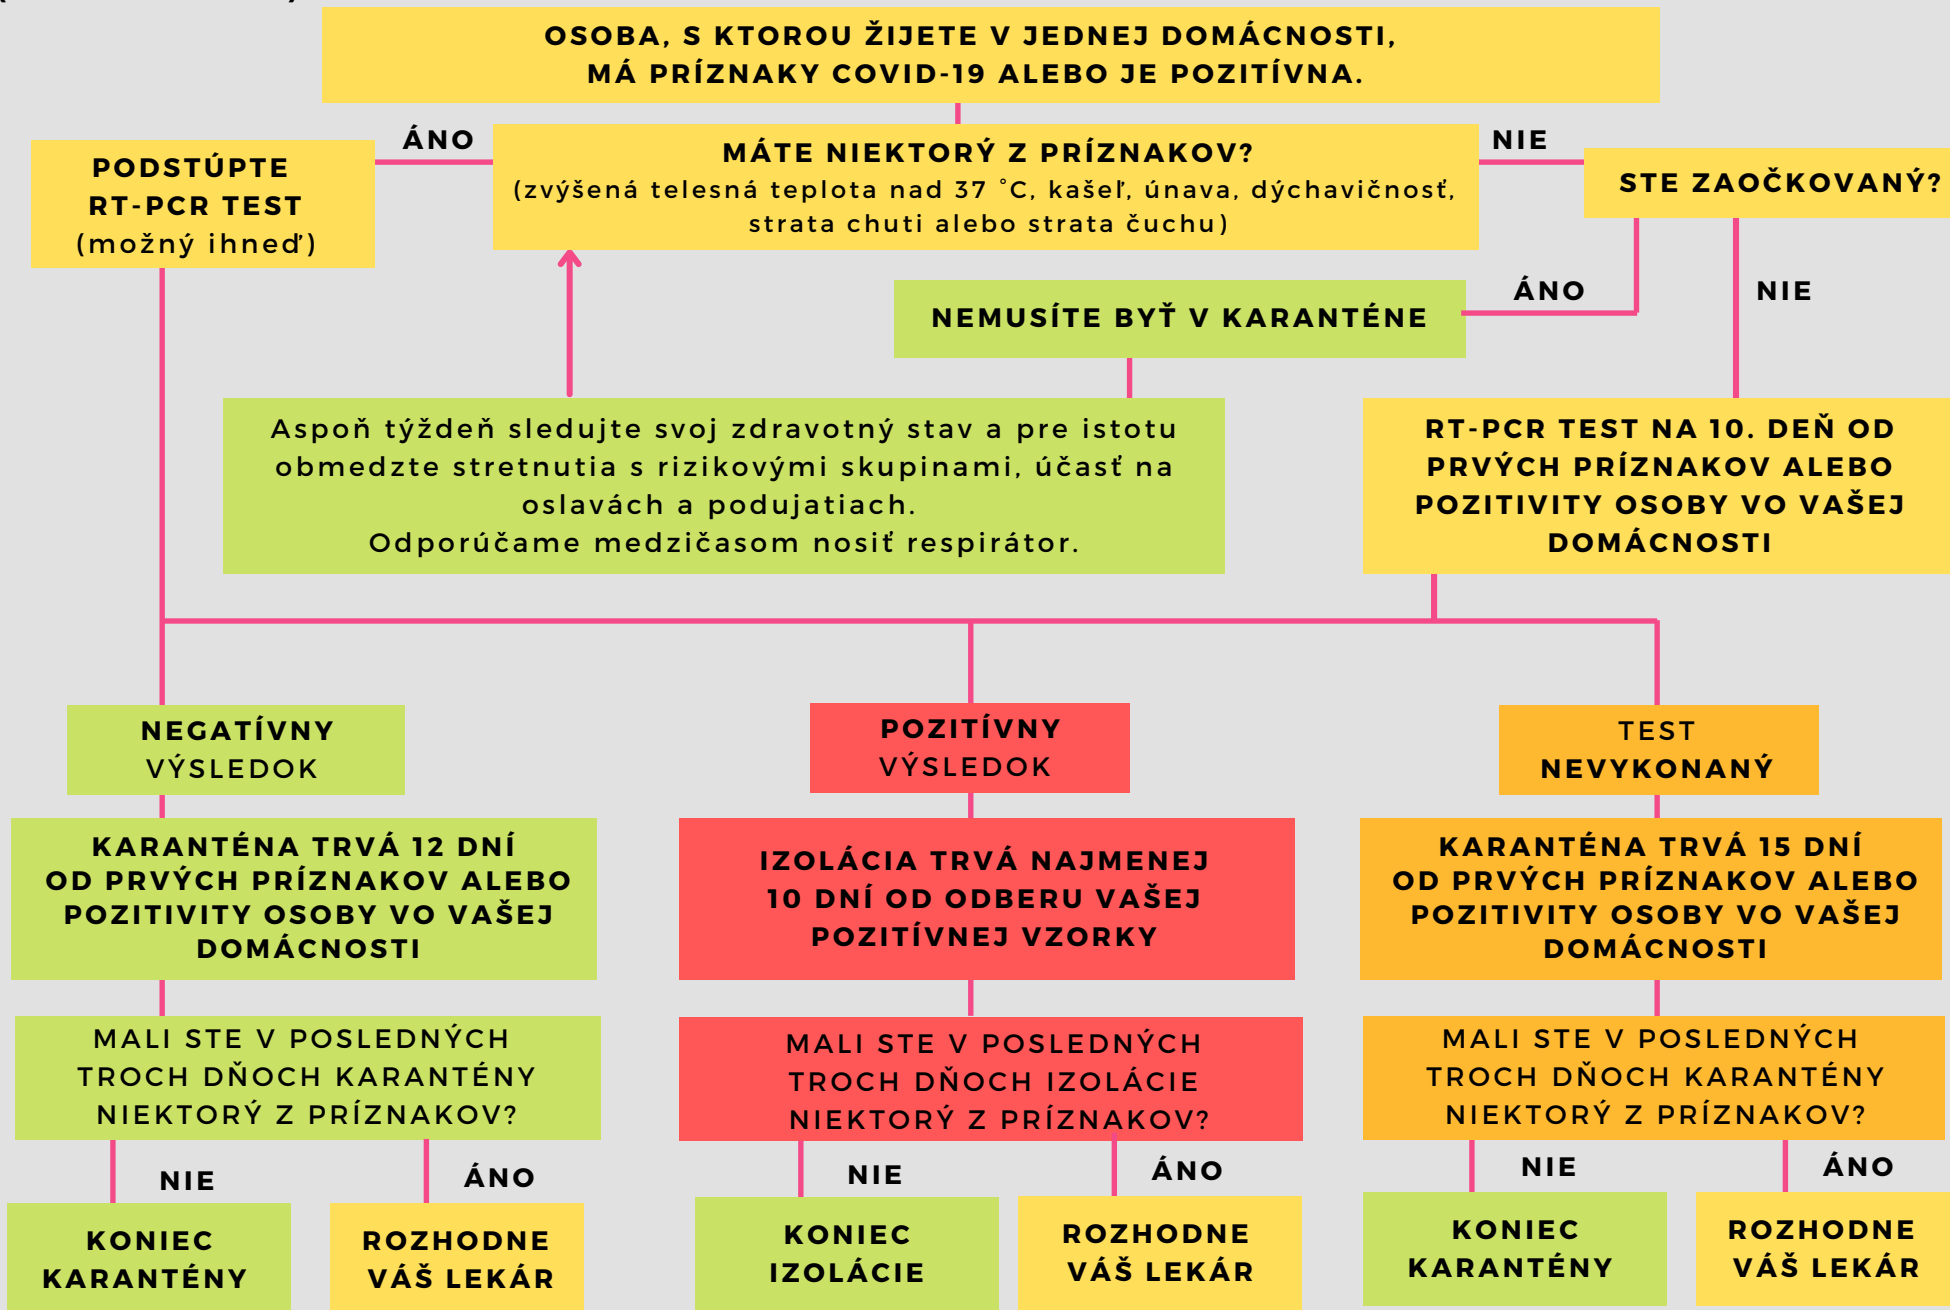 OSOBA, S KTOROU ŽIJETE V JEDNEJ DOMÁCNOSTI,
MÁ PRÍZNAKY COVID-19 ALEBO JE POZITÍVNA.
ÁNO
MÁTE NIEKTORÝ Z PRÍZNAKOV?
(zvýšená telesná teplota nad 37 °C, kašeľ, únava, dýchavičnosť,
strata chuti alebo strata čuchu)
NIE
PODSTÚPTE
RT-PCR TEST
(možný ihneď)
STE ZAOČKOVANÝ?
ÁNO
NIE
NEMUSÍTE BYŤ V KARANTÉNE
Aspoň týždeň sledujte svoj zdravotný stav a pre istotu
obmedzte stretnutia s rizikovými skupinami, účasť na
oslavách a podujatiach.
Odporúčame medzičasom nosiť respirátor.
RT-PCR TEST NA 10. DEŇ OD
PRVÝCH PRÍZNAKOV ALEBO
POZITIVITY OSOBY VO VAŠEJ
DOMÁCNOSTI
NEGATÍVNY
VÝSLEDOK
KARANTÉNA TRVÁ 12 DNÍ
OD PRVÝCH PRÍZNAKOV ALEBO
POZITIVITY OSOBY VO VAŠEJ
DOMÁCNOSTI
MALI STE V POSLEDNÝCH
TROCH DŇOCH KARANTÉNY
NIEKTORÝ Z PRÍZNAKOV?
NIE
ÁNO
KONIEC
KARANTÉNY
ROZHODNE
VÁŠ LEKÁR
POZITÍVNY
VÝSLEDOK
IZOLÁCIA TRVÁ NAJMENEJ
10 DNÍ OD ODBERU VAŠEJ
POZITÍVNEJ VZORKY
MALI STE V POSLEDNÝCH
TROCH DŇOCH IZOLÁCIE
NIEKTORÝ Z PRÍZNAKOV?
NIE
ÁNO
KONIEC
IZOLÁCIE
ROZHODNE
VÁŠ LEKÁR
TEST
NEVYKONANÝ
KARANTÉNA TRVÁ 15 DNÍ
OD PRVÝCH PRÍZNAKOV ALEBO
POZITIVITY OSOBY VO VAŠEJ
DOMÁCNOSTI
MALI STE V POSLEDNÝCH
TROCH DŇOCH KARANTÉNY
NIEKTORÝ Z PRÍZNAKOV?
NIE
ÁNO
KONIEC
KARANTÉNY
ROZHODNE
VÁŠ LEKÁR